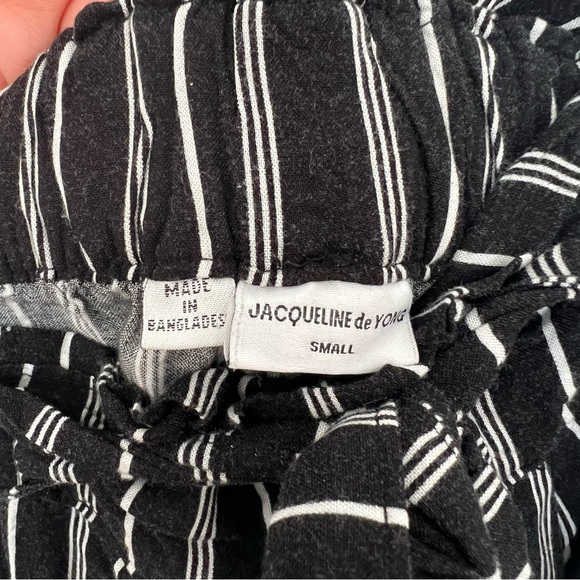 MADE
IN
BANGLADES
JACQUELINE de YONG
SMALL